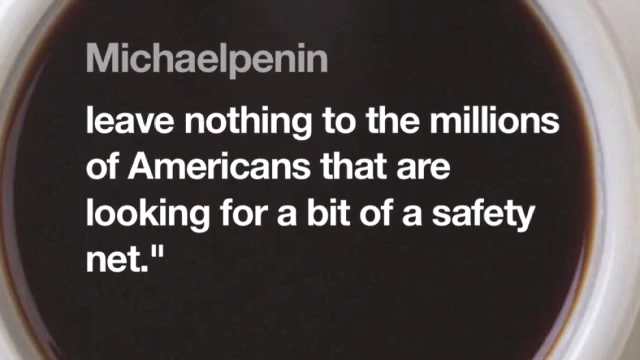 Michaelpenin
leave nothing to the millions
of Americans that are
looking for a bit of a safety
net."